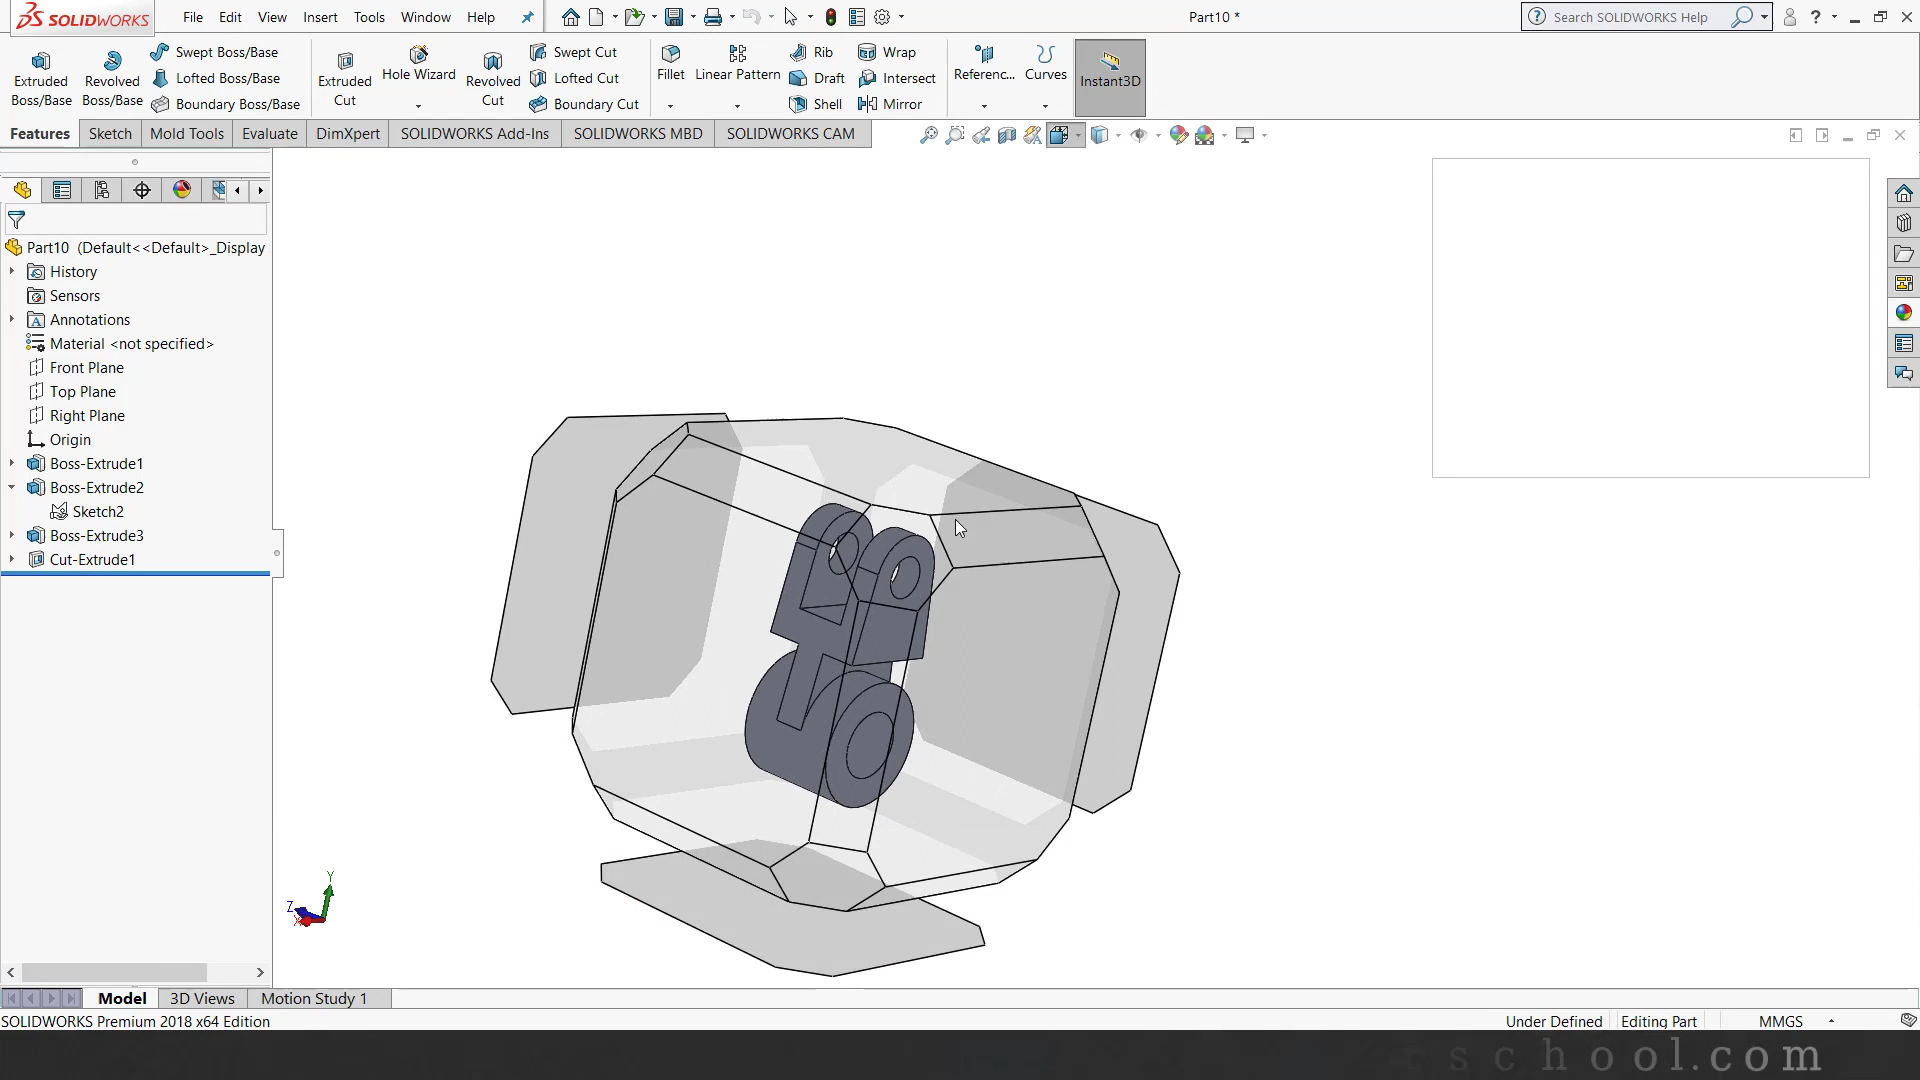 SOLIDWORKS File Edit View Insert Tools Window Help Part10 * Search SOLIDWORKS Help ?
Extruded Boss/Base
Revolved Boss/Base
Swept Boss/Base
Lofted Boss/Base
Boundary Boss/Base
Extruded Cut
Hole Wizard
Revolved Cut
Swept Cut
Lofted Cut
Boundary Cut
Fillet
Linear Pattern
Rib
Draft
Shell
Wrap
Intersect
Mirror
Referenc...
Curves
Instant3D
Features Sketch Mold Tools Evaluate DimXpert SOLIDWORKS Add-Ins SOLIDWORKS MBD SOLIDWORKS CAM
Part10 (Default<<Default>_Display
History
Sensors
Annotations
Material <not specified>
Front Plane
Top Plane
Right Plane
Origin
Boss-Extrude1
Boss-Extrude2
Sketch2
Boss-Extrude3
Cut-Extrude1
Y
Z
X
Model 3D Views Motion Study 1
SOLIDWORKS Premium 2018 x64 Edition Under Defined Editing Part MMGS
school.com